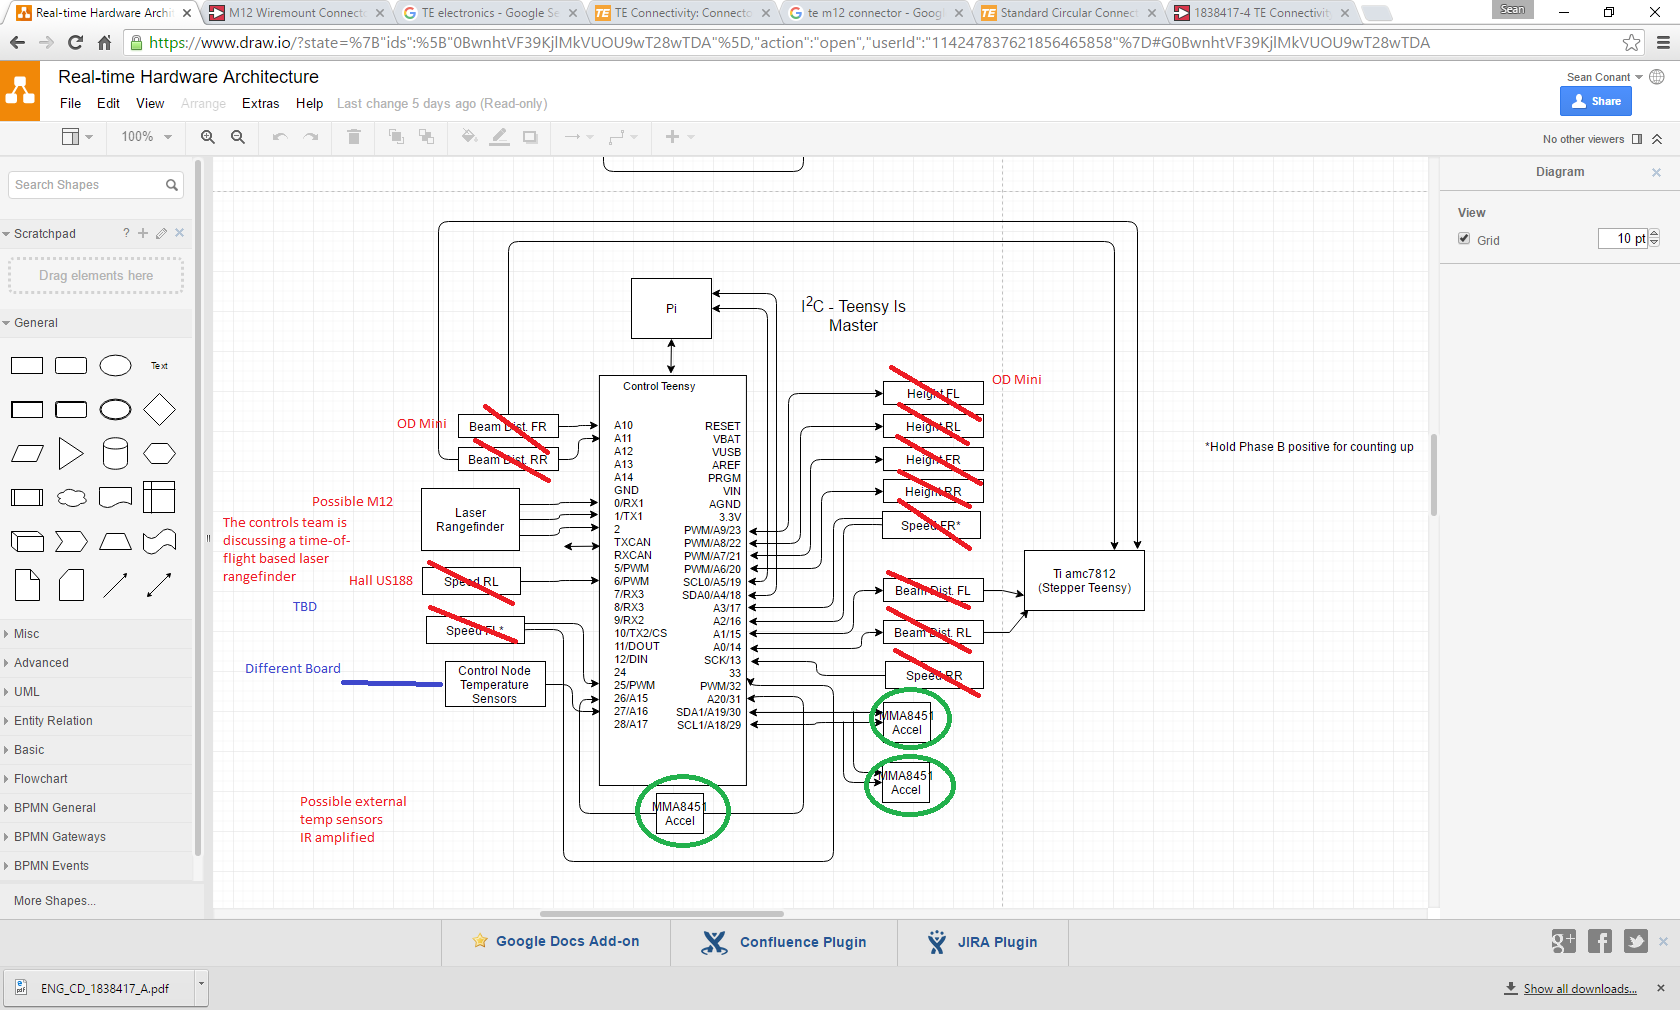 Real-time Hardware Archit
M12 Wiremount Connecto
TE electronics - Google Se
TE Connectivity: Connecto
te m12 connector - Googl
Standard Circular Connect
1838417-4 TE Connectivity
Sean
https://www.draw.io/?state=%7B"ids":%5B"0BwnhtVF39KjlMkVUOU9wT28wTDA"%5D,"action":"open","userId":"114247837621856465858"%7D#G0BwnhtVF39KjlMkVUOU9wT28wTDA
Real-time Hardware Architecture
Sean Conant
File Edit View Arrange Extras Help Last change 5 days ago (Read-only)
Share
100%
No other viewers
Search Shapes
Scratchpad ?
Drag elements here
General
Text
Misc
Advanced
UML
Entity Relation
Basic
Flowchart
BPMN General
BPMN Gateways
BPMN Events
More Shapes...
Diagram
View
Grid 10 pt
Pi
I2C - Teensy Is
Master
Control Teensy
A10
A11
A12
A13
A14
GND
0/RX1
1/TX1
2
TXCAN
RXCAN
5/PWM
6/PWM
7/RX3
8/RX3
9/RX2
10/TX2/CS
11/DOUT
12/DIN
24
25/PWM
26/A15
27/A16
28/A17
RESET
VBAT
VUSB
AREF
PRGM
VIN
AGND
3.3V
PWM/A9/23
PWM/A8/22
PWM/A7/21
PWM/A6/20
SCL0/A5/19
SDA0/A4/18
A3/17
A2/16
A1/15
A0/14
SCK/13
33
PWM/32
A20/31
SDA1/A19/30
SCL1/A18/29
OD Mini
Beam Dist. FR
Beam Dist. RR
Possible M12
Laser
Rangefinder
The controls team is
discussing a time-of-
flight based laser
rangefinder
Hall US188
Speed RL
TBD
Speed FL*
Different Board
Control Node
Temperature
Sensors
Possible external
temp sensors
IR amplified
MMA8451
Accel
OD Mini
Height FL
Height RL
Height FR
Height RR
Speed FR*
Beam Dist. FL
Beam Dist. RL
Speed RR
MMA8451
Accel
MMA8451
Accel
Ti amc7812
(Stepper Teensy)
*Hold Phase B positive for counting up
Google Docs Add-on
Confluence Plugin
JIRA Plugin
ENG_CD_1838417_A.pdf
Show all downloads...